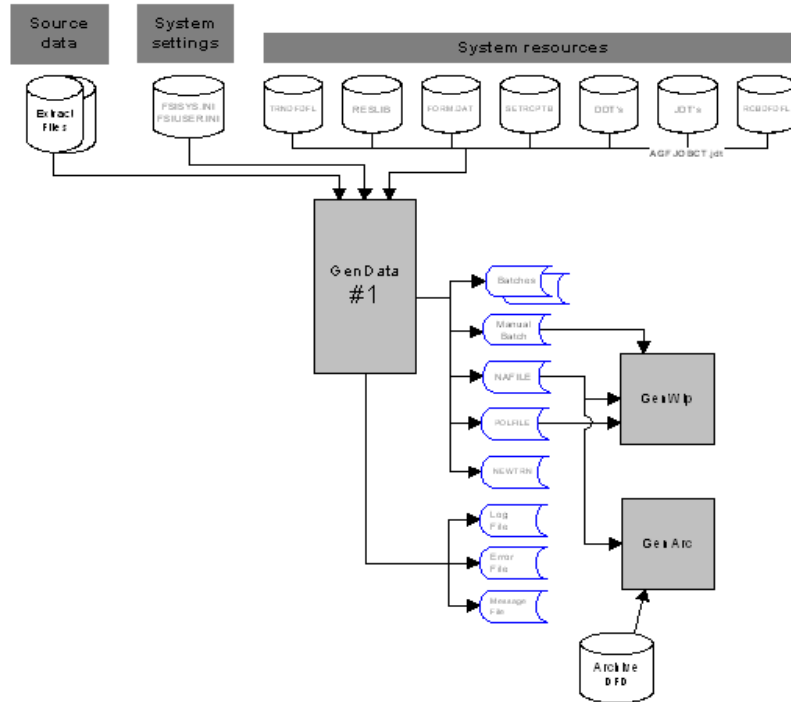 Source
data
System
settings
System resources
Extract
Files
FSISYS.INI
FSIUSER.INI
TRNDFDFL
RESLIB
FORM.DAT
SETRCPTB
DDT's
JDT's
RCBDFDFL
AGFJOBCT.jdt
GenData
#1
Batches
Manual
Batch
NAFILE
POLFILE
NEWTRN
GenWip
Log
File
Error
File
Message
File
GenArc
Archive
DFD